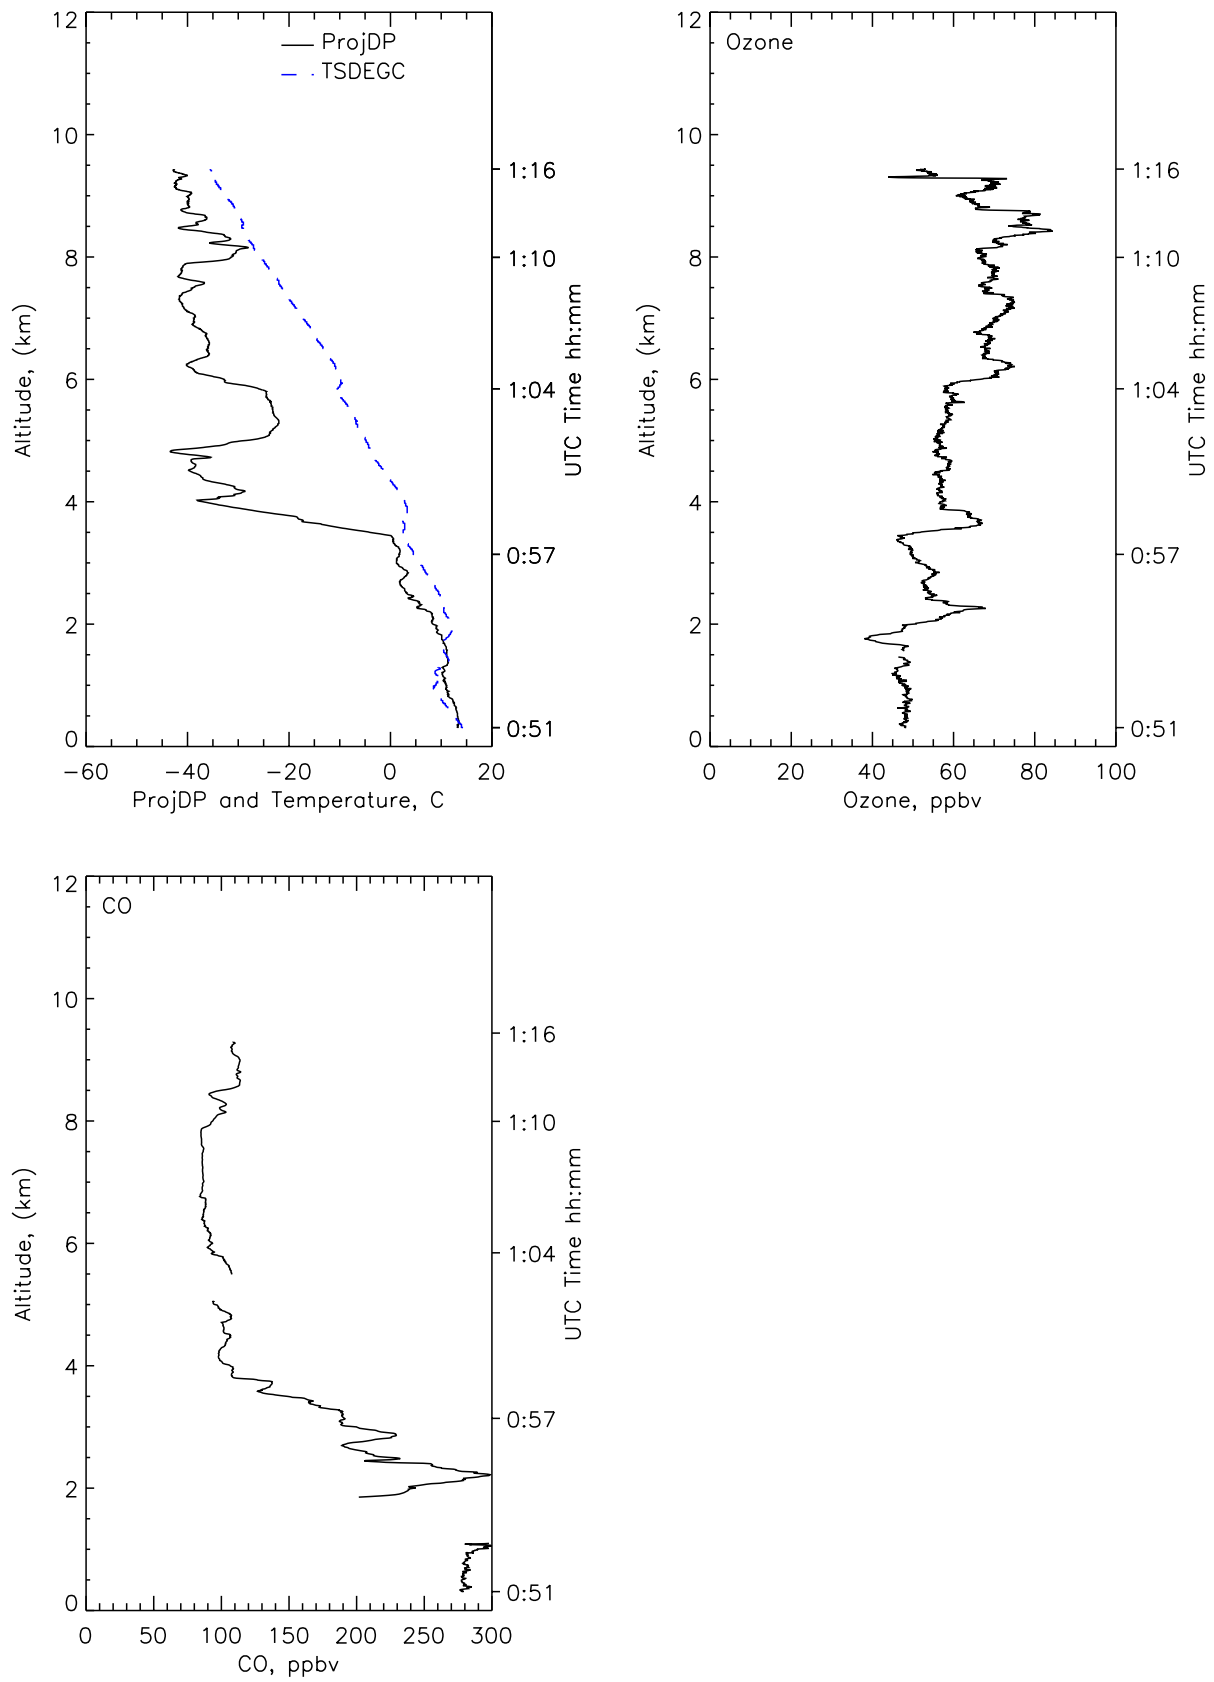 12
ProjDP
TSDEGC
10
8
6
4
2
0
Altitude, (km)
1:16
1:10
1:04
0:57
0:51
UTC Time hh:mm
−60 −40 −20 0 20
ProjDP and Temperature, C
12
Ozone
10
8
6
4
2
0
Altitude, (km)
1:16
1:10
1:04
0:57
0:51
UTC Time hh:mm
0 20 40 60 80 100
Ozone, ppbv
12
CO
10
8
6
4
2
0
Altitude, (km)
1:16
1:10
1:04
0:57
0:51
UTC Time hh:mm
0 50 100 150 200 250 300
CO, ppbv